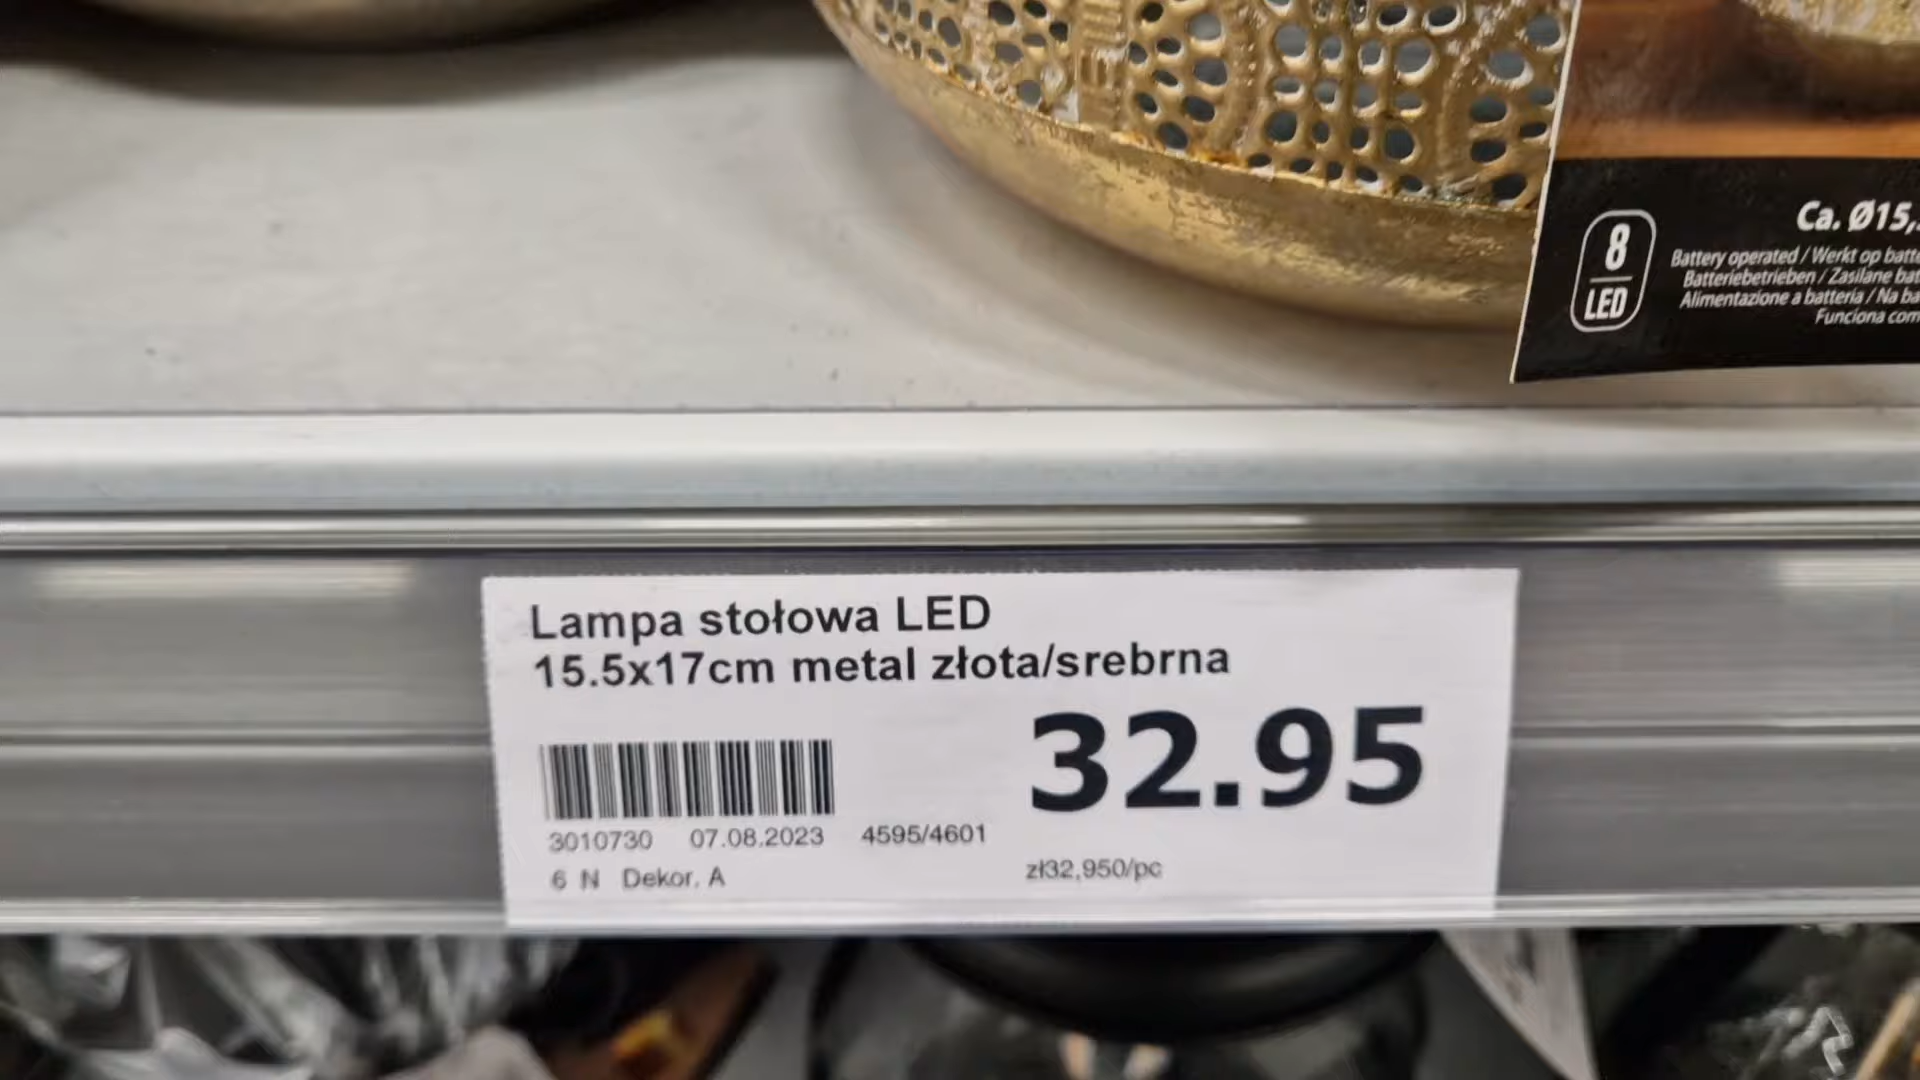 8
LED
Ca. Ø15,
Battery operated / Werkt op batte
Batteriebetrieben / Zasilane bat
Alimentazione a batteria / Na ba
Funciona com
Lampa stołowa LED
15.5x17cm metal złota/srebrna
32.95
3010730 07.08.2023 4595/4601
6 N Dekor. A
zł32,950/pc